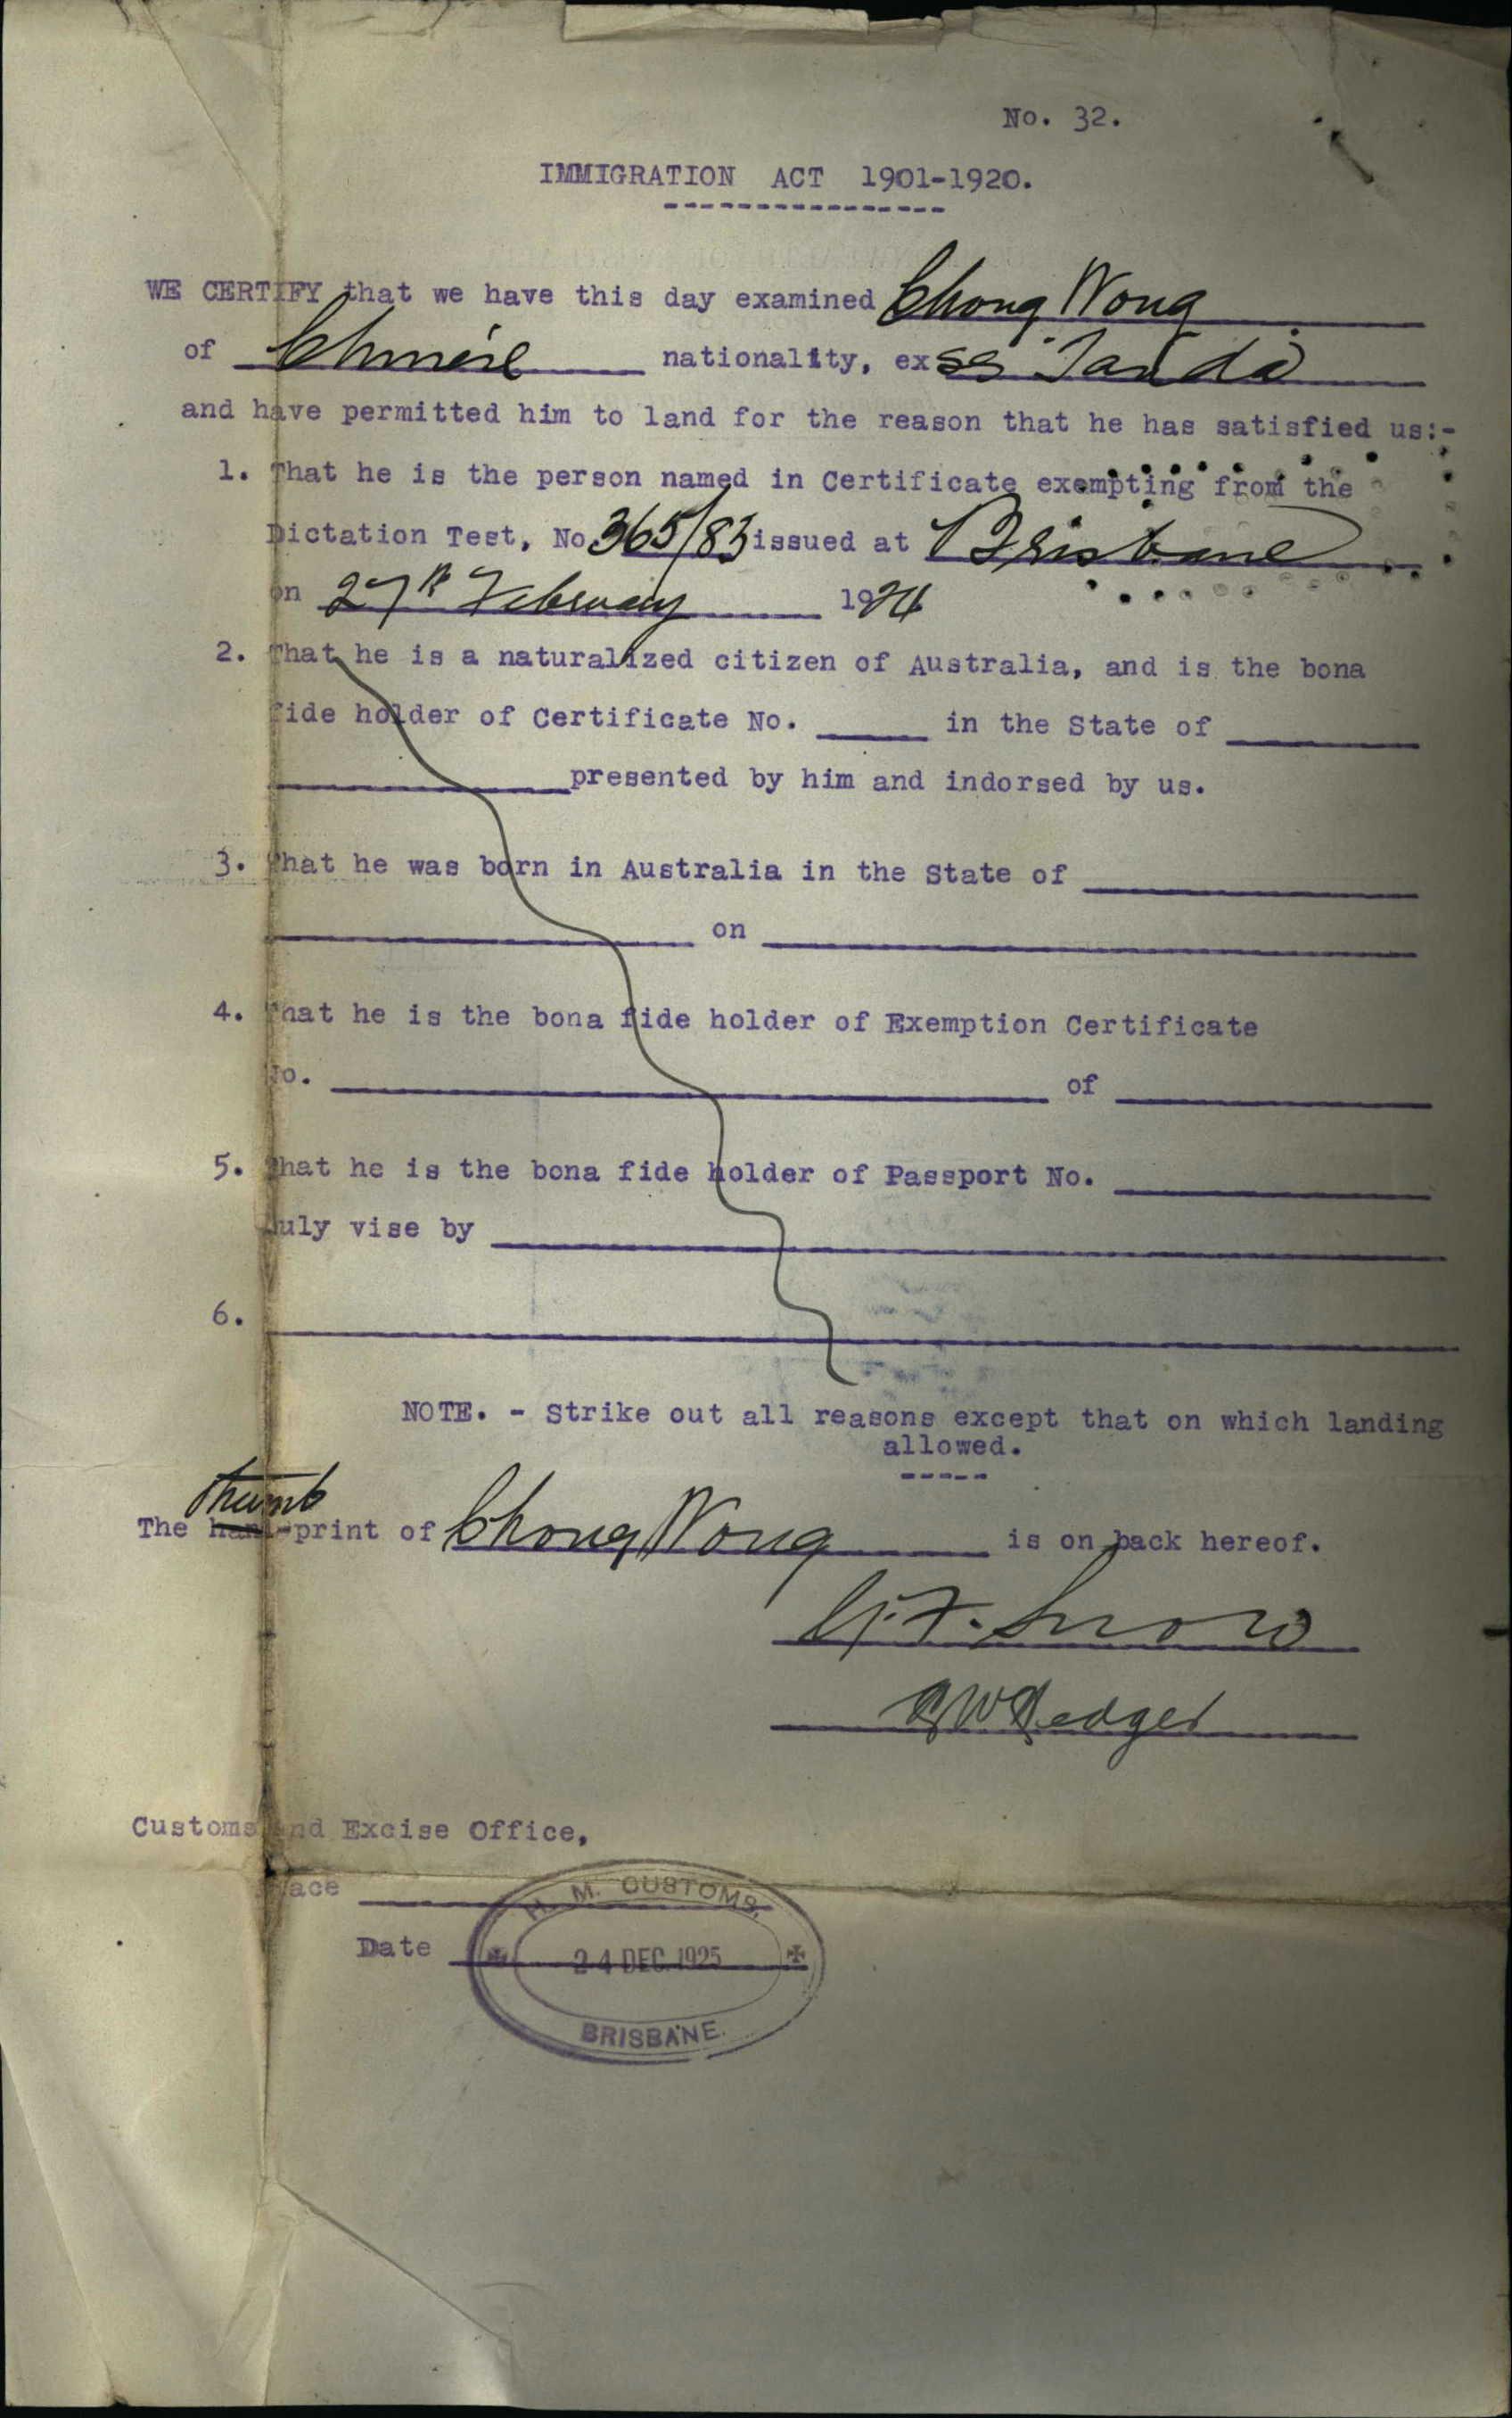 No. 32.
IMMIGRATION ACT 1901-1920.
WE CERTIFY that we have this day examined Chong Wong
of Chinese nationality, ex ss Tanda
and have permitted him to land for the reason that he has satisfied us:-
1. That he is the person named in Certificate exempting from the
Dictation Test, No 365/83 issued at Brisbane
on 27th February 1924
2. That he is a naturalized citizen of Australia, and is the bona
fide holder of Certificate No. in the State of
presented by him and indorsed by us.
3. That he was born in Australia in the State of
on
4. That he is the bona fide holder of Exemption Certificate
No. of
5. That he is the bona fide holder of Passport No.
duly vise by
6.
NOTE. - Strike out all reasons except that on which landing
allowed.
Thumb
The hand-print of Chong Wong is on back hereof.
Snow
Customs and Excise Office,
Place
H. M. CUSTOMS,
Date 24 DEC 1925
BRISBANE.